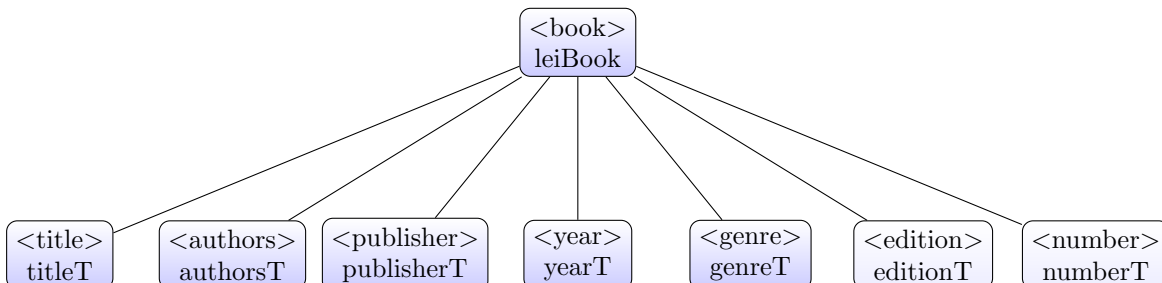 <book>
leiBook
<title> <authors> <publisher> <year> <genre> <edition> <number>
titleT authorsT publisherT yearT genreT editionT numberT